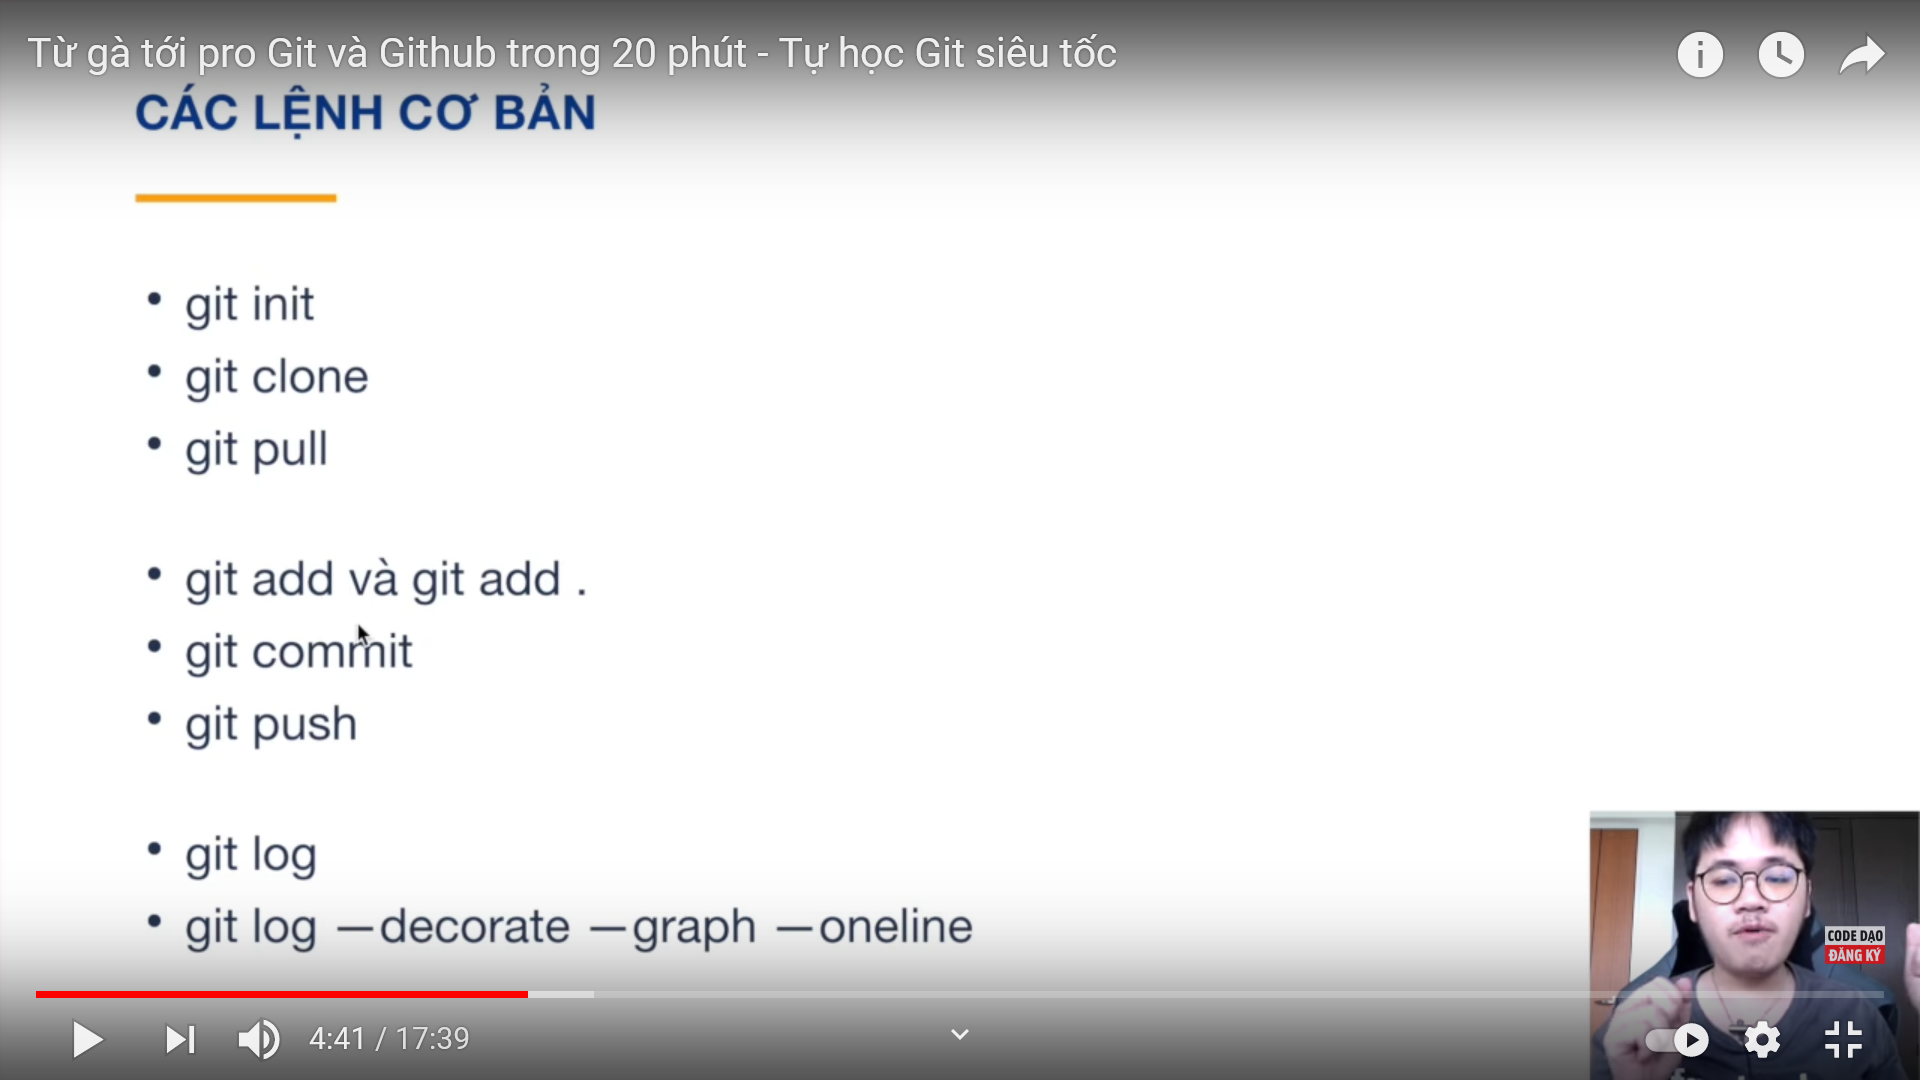 Từ gà tới pro Git và Github trong 20 phút - Tự học Git siêu tốc
CÁC LỆNH CƠ BẢN
• git init
• git clone
• git pull
• git add và git add .
• git commit
• git push
• git log
• git log —decorate —graph —oneline
CODE DẠO
ĐĂNG KÝ
4:41 / 17:39